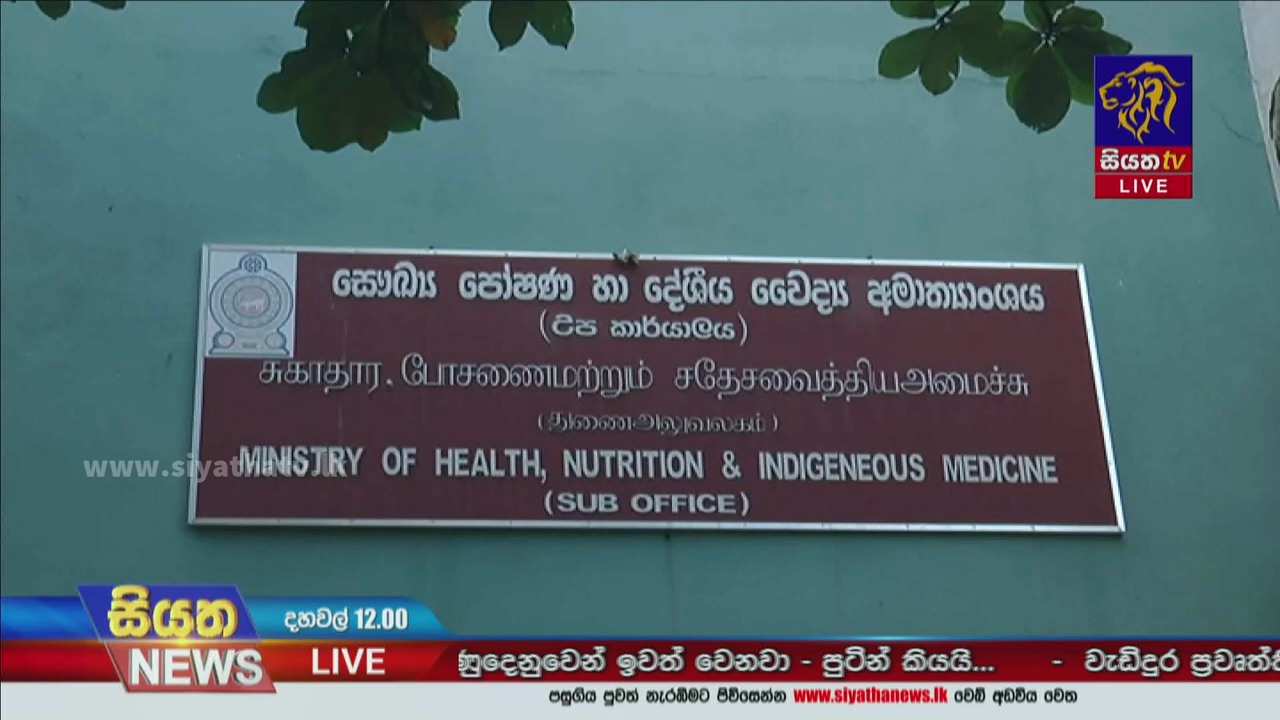 සියත tv
LIVE
සෞඛ්‍ය පෝෂණ හා දේශීය වෛද්‍ය අමාත්‍යාංශය
(උප කාර්යාලය)
சுகாதார, போசணைமற்றும் சுதேசவைத்தியஅமைச்சு
(துணைஅலுவலகம்)
MINISTRY OF HEALTH, NUTRITION & INDIGENEOUS MEDICINE
(SUB OFFICE)
www.siyathatv.lk
සියත
NEWS
දහවල් 12.00
LIVE
ණුදෙනුවෙන් ඉවත් වෙනවා - පුටින් කියයි... - වැඩිදුර
පසුගිය පුවත් නැරඹීමට පිවිසෙන්න www.siyathanews.lk වෙබ් අඩවිය වෙත